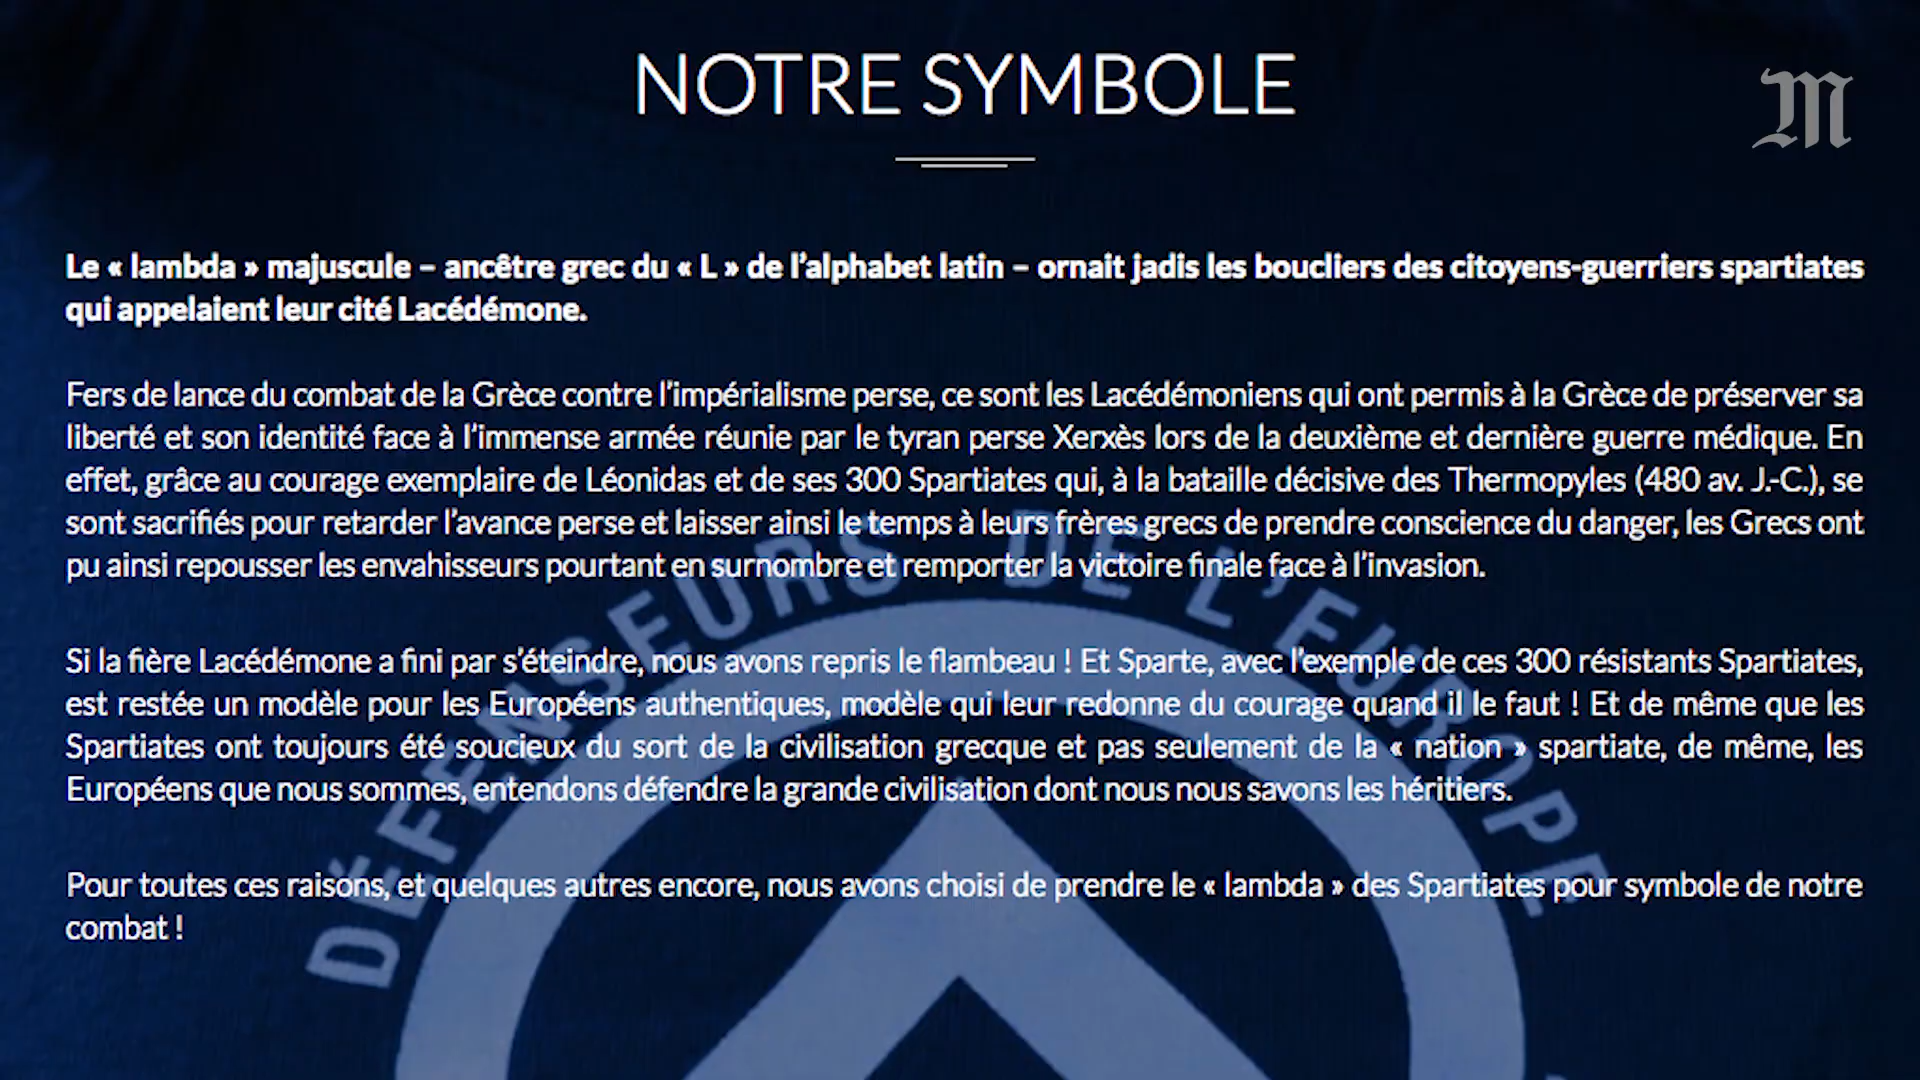 NOTRE SYMBOLE
M
Le « lambda » majuscule – ancêtre grec du « L » de l’alphabet latin – ornait jadis les boucliers des citoyens-guerriers spartiates
qui appelaient leur cité Lacédémone.
Fers de lance du combat de la Grèce contre l’impérialisme perse, ce sont les Lacédémoniens qui ont permis à la Grèce de préserver sa
liberté et son identité face à l’immense armée réunie par le tyran perse Xerxès lors de la deuxième et dernière guerre médique. En
effet, grâce au courage exemplaire de Léonidas et de ses 300 Spartiates qui, à la bataille décisive des Thermopyles (480 av. J.-C.), se
sont sacrifiés pour retarder l’avance perse et laisser ainsi le temps à leurs frères grecs de prendre conscience du danger, les Grecs ont
pu ainsi repousser les envahisseurs pourtant en surnombre et remporter la victoire finale face à l’invasion.
Si la fière Lacédémone a fini par s’éteindre, nous avons repris le flambeau ! Et Sparte, avec l’exemple de ces 300 résistants Spartiates,
est restée un modèle pour les Européens authentiques, modèle qui leur redonne du courage quand il le faut ! Et de même que les
Spartiates ont toujours été soucieux du sort de la civilisation grecque et pas seulement de la « nation » spartiate, de même, les
Européens que nous sommes, entendons défendre la grande civilisation dont nous nous savons les héritiers.
Pour toutes ces raisons, et quelques autres encore, nous avons choisi de prendre le « lambda » des Spartiates pour symbole de notre
combat !
DÉFENSEURS DE L’EUROPE